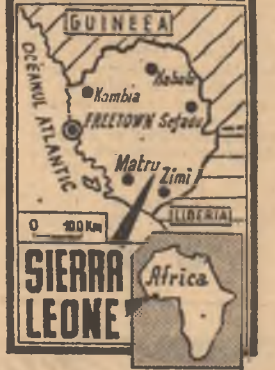 GUINEEA
OCEANUL ATLANTIC
Kabala
Kambia
FREETOWN Sefadu
Matru
Zimi
LIBERIA
0 100 Km
SIERRA
LEONE
Africa